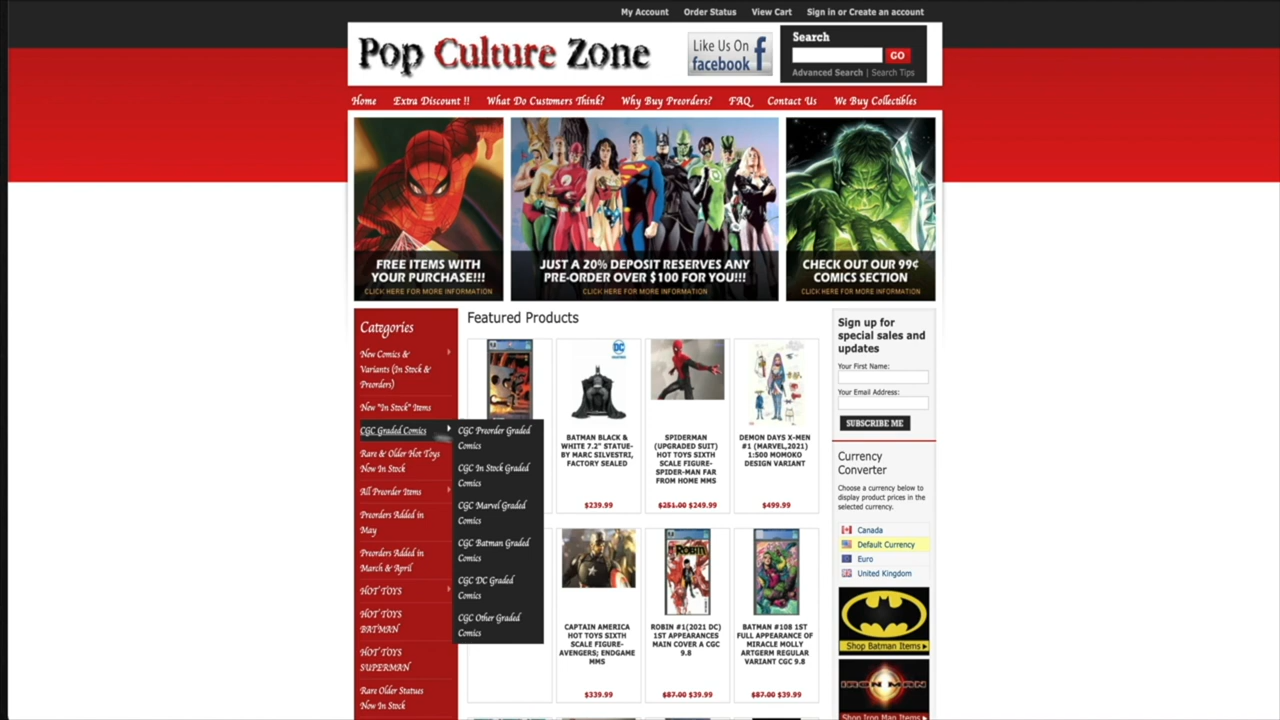 My Account Order Status View Cart Sign in or Create an account
Pop Culture Zone
Like Us On
facebook
Search
GO
Advanced Search | Search Tips
Home Extra Discount !! What Do Customers Think? Why Buy Preorders? FAQ Contact Us We Buy Collectibles
FREE ITEMS WITH
YOUR PURCHASE!!!
CLICK HERE FOR MORE INFORMATION
JUST A 20% DEPOSIT RESERVES ANY
PRE-ORDER OVER $100 FOR YOU!!!
CLICK HERE FOR MORE INFORMATION
CHECK OUT OUR 99¢
COMICS SECTION
CLICK HERE FOR MORE INFORMATION
Categories
New Comics &
Variants (In Stock &
Preorders)
New "In Stock" Items
CGC Graded Comics
Rare & Older Hot Toys
Now In Stock
All Preorder Items
Preorders Added in
May
Preorders Added in
March & April
HOT TOYS
HOT TOYS
BATMAN
HOT TOYS
SUPERMAN
Rare Older Statues
Now In Stock
CGC Preorder Graded
Comics
CGC In Stock Graded
Comics
CGC Marvel Graded
Comics
CGC Batman Graded
Comics
CGC DC Graded
Comics
CGC Other Graded
Comics
Featured Products
BATMAN BLACK &
WHITE 7.2" STATUE-
BY MARC SILVESTRI,
FACTORY SEALED
$239.99
SPIDERMAN
(UPGRADED SUIT)
HOT TOYS SIXTH
SCALE FIGURE-
SPIDER-MAN FAR
FROM HOME MMS
$251.00 $249.99
DEMON DAYS X-MEN
#1 (MARVEL,2021)
1:500 MOMOKO
DESIGN VARIANT
$499.99
CAPTAIN AMERICA
HOT TOYS SIXTH
SCALE FIGURE-
AVENGERS; ENDGAME
MMS
$339.99
ROBIN #1(2021 DC)
1ST APPEARANCES
MAIN COVER A CGC
9.8
$87.00 $39.99
BATMAN #108 1ST
FULL APPEARANCE OF
MIRACLE MOLLY
ARTGERM REGULAR
VARIANT CGC 9.8
$87.00 $39.99
Sign up for
special sales and
updates
Your First Name:
Your Email Address:
SUBSCRIBE ME
Currency
Converter
Choose a currency below to
display product prices in the
selected currency.
Canada
Default Currency
Euro
United Kingdom
Shop Batman Items
IRON MAN
Shop Iron Man Items
DC
ROBIN